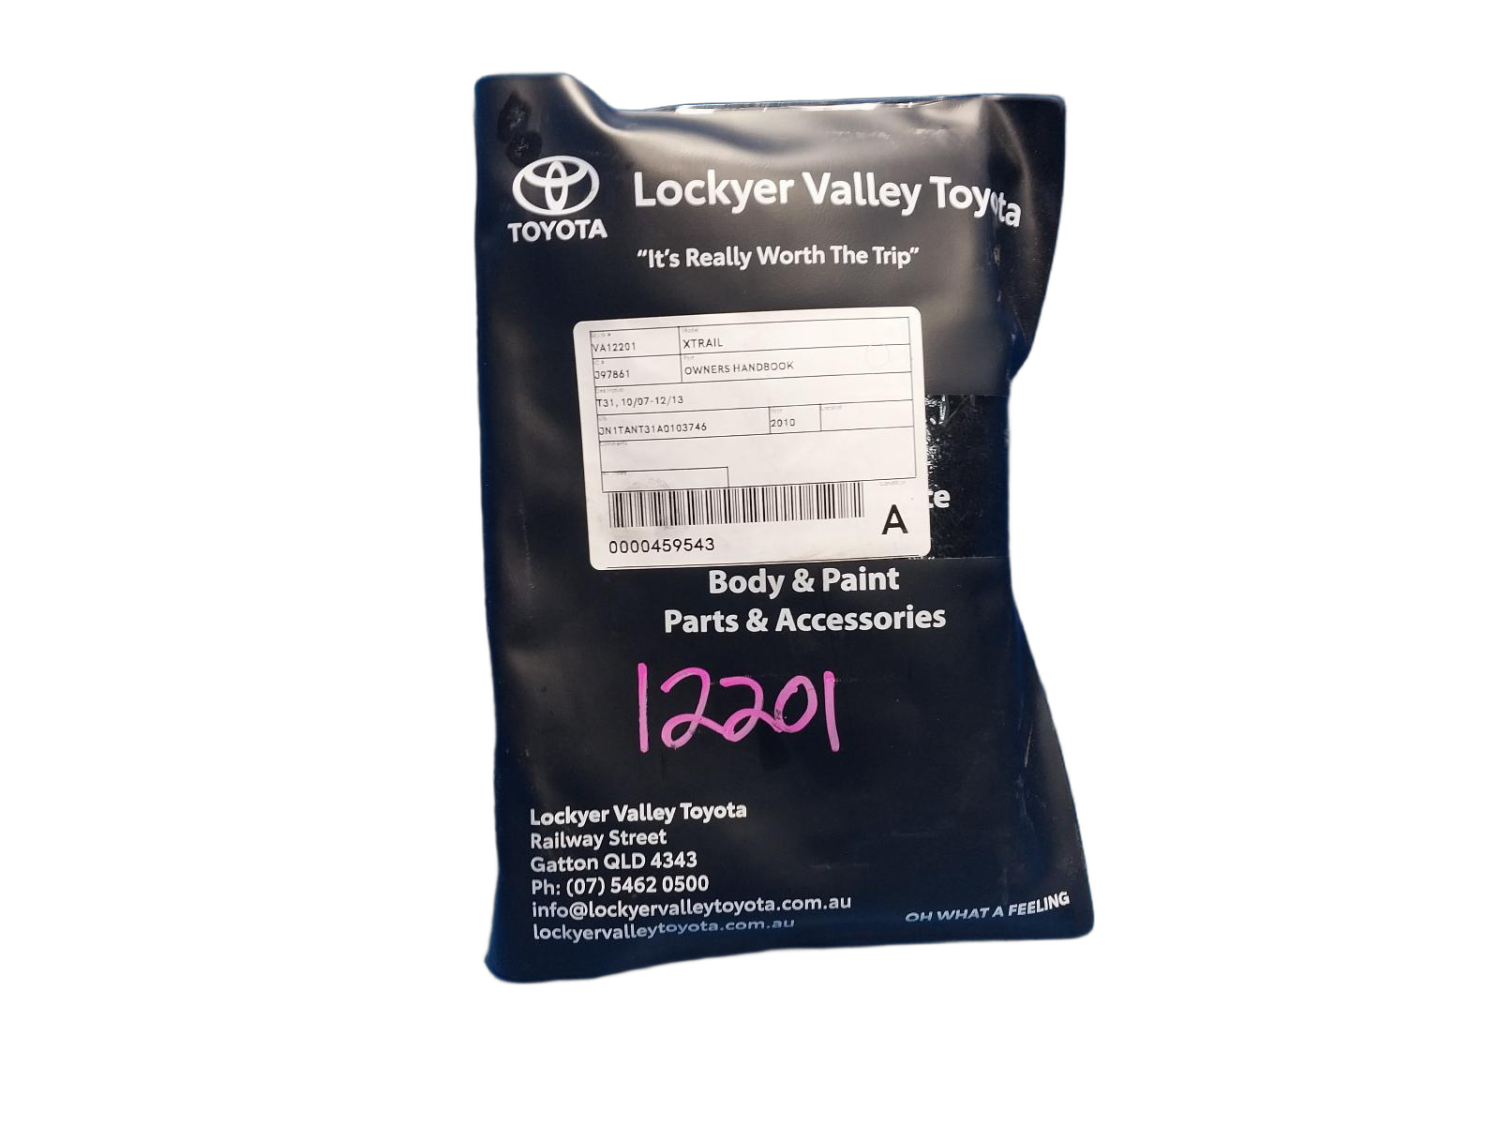 TOYOTA
Lockyer Valley Toyota
"It's Really Worth The Trip"
VA12201
XTRAIL
J97861
OWNERS HANDBOOK
T31, 10/07-12/13
JN1TANT31A0103746
2010
0000459543
A
Body & Paint
Parts & Accessories
12201
Lockyer Valley Toyota
Railway Street
Gatton QLD 4343
Ph: (07) 5462 0500
info@lockyervalleytoyota.com.au
lockyervalleytoyota.com.au
OH WHAT A FEELING